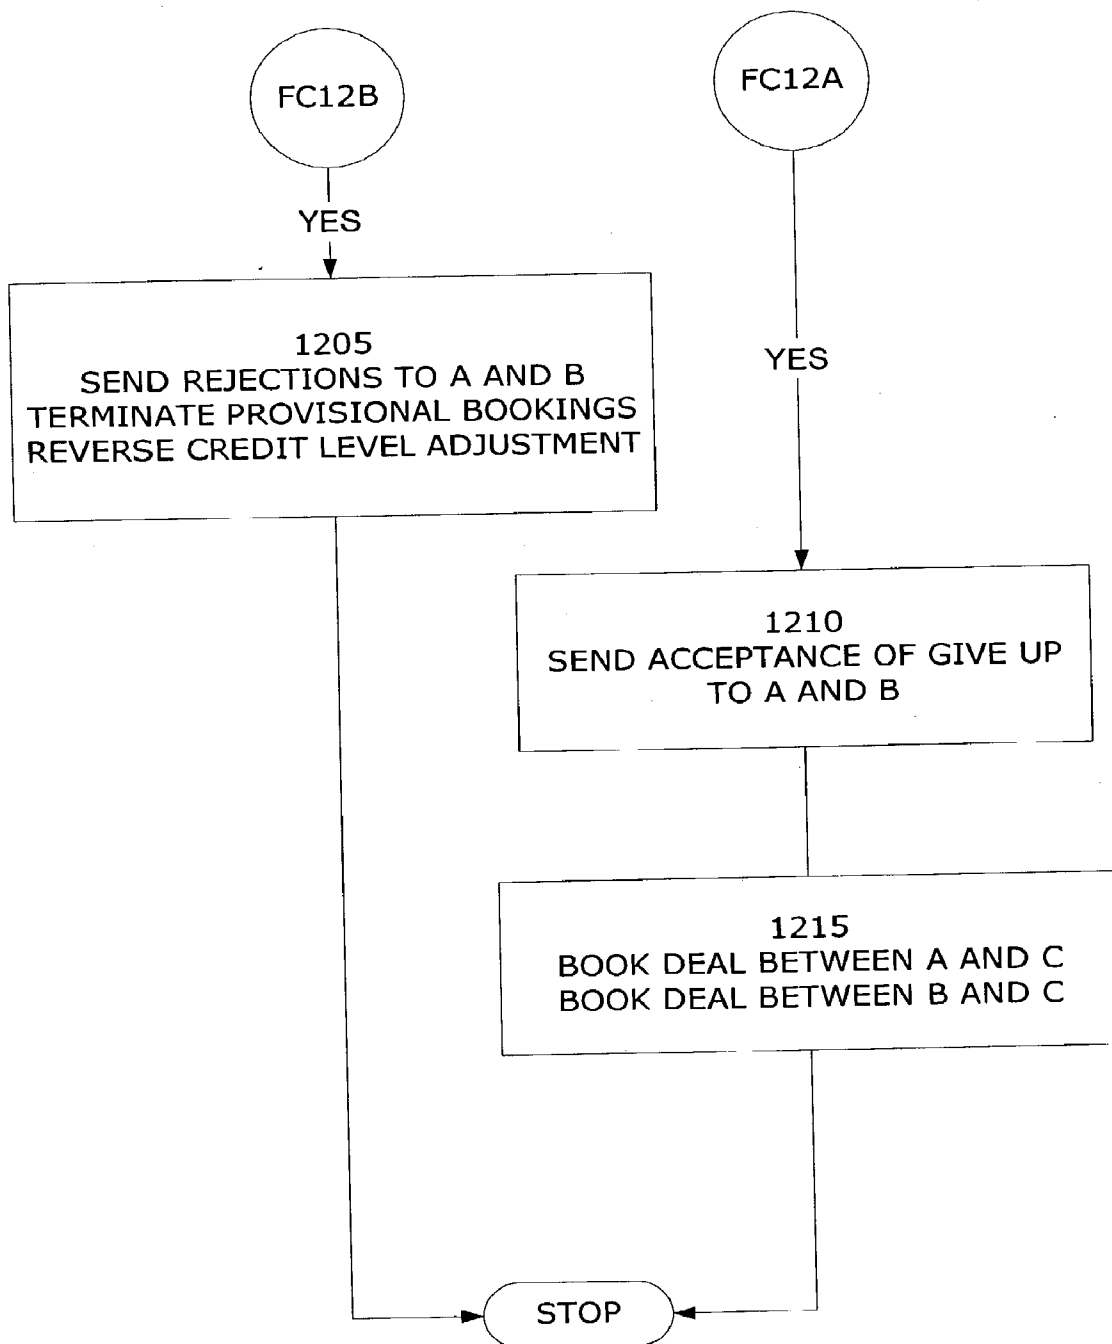 FC12B
FC12A
YES
YES
1205
SEND REJECTIONS TO A AND B
TERMINATE PROVISIONAL BOOKINGS
REVERSE CREDIT LEVEL ADJUSTMENT
1210
SEND ACCEPTANCE OF GIVE UP
TO A AND B
1215
BOOK DEAL BETWEEN A AND C
BOOK DEAL BETWEEN B AND C
STOP